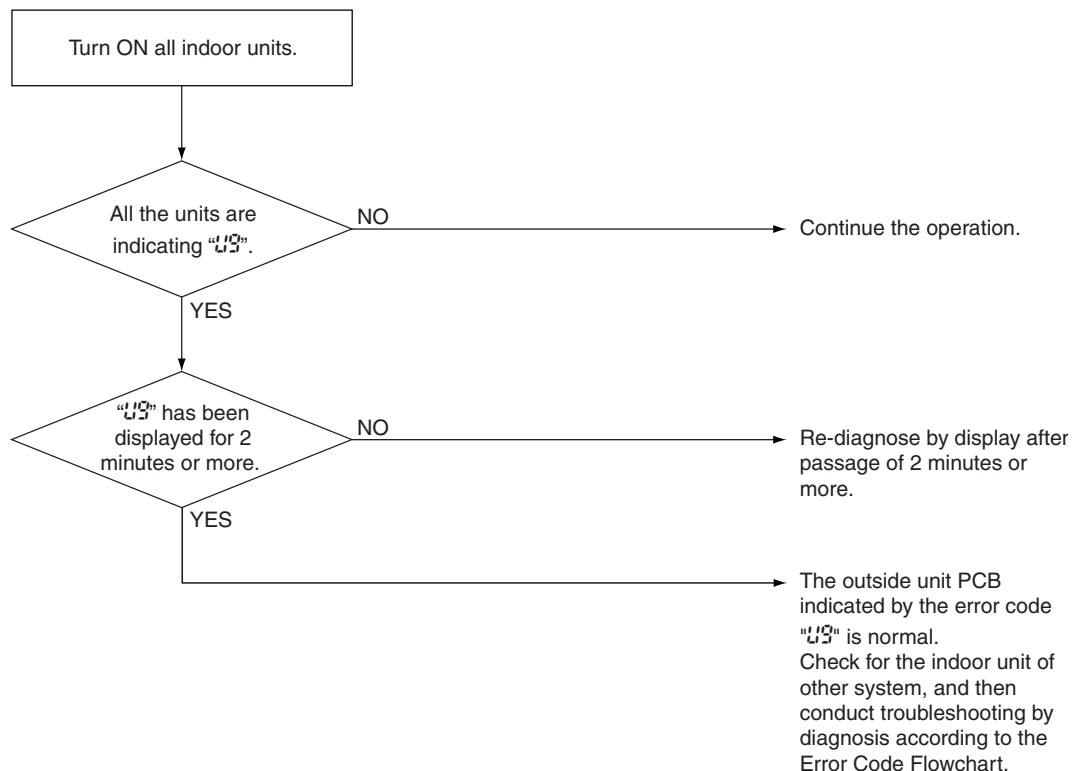 Turn ON all indoor units.
All the units are
indicating “U9”.
NO
Continue the operation.
YES
“U9” has been
displayed for 2
minutes or more.
NO
Re-diagnose by display after
passage of 2 minutes or
more.
YES
The outside unit PCB
indicated by the error code
"U9" is normal.
Check for the indoor unit of
other system, and then
conduct troubleshooting by
diagnosis according to the
Error Code Flowchart.